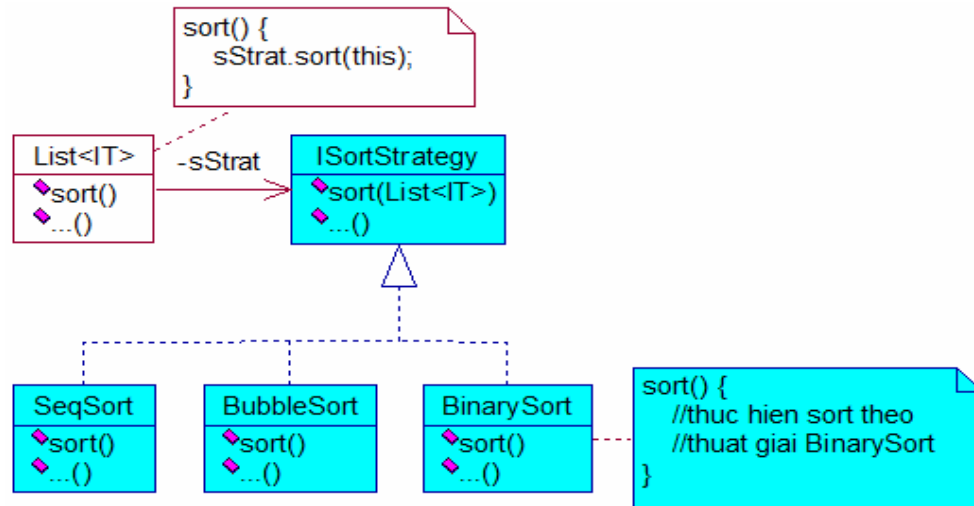 sort() {
sStrat.sort(this);
}
List<IT>
sort()
...()
-sStrat
ISortStrategy
sort(List<IT>)
...()
SeqSort
sort()
...()
BubbleSort
sort()
...()
BinarySort
sort()
...()
sort() {
//thuc hien sort theo
//thuat giai BinarySort
}